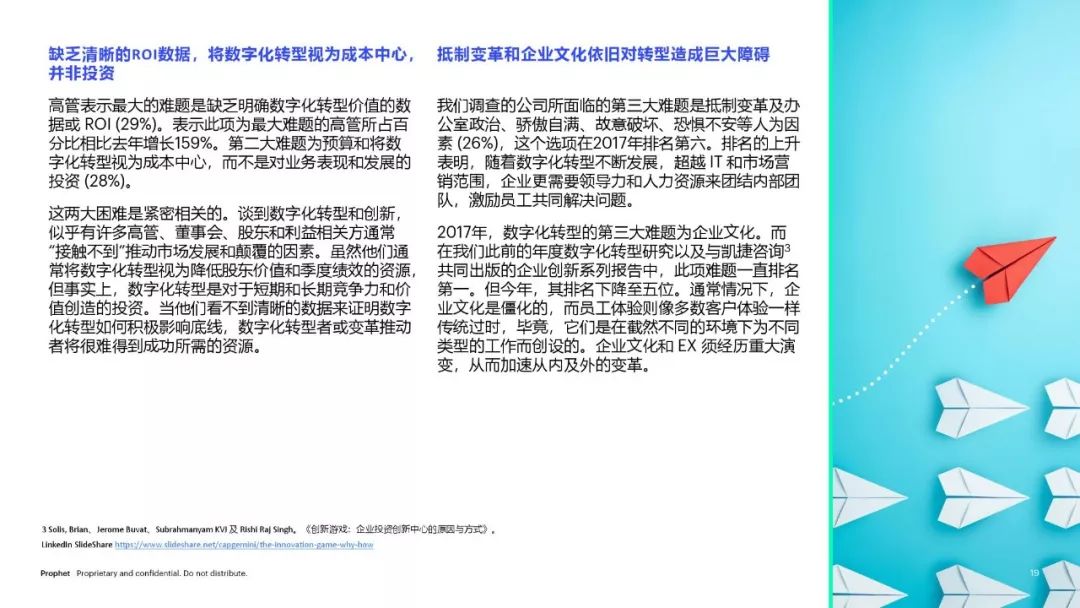 缺乏清晰的ROI数据，将数字化转型视为成本中心，
并非投资
高管表示最大的难题是缺乏明确数字化转型价值的数
据或 ROI (29%)。表示此项为最大难题的高管所占百
分比相比去年增长159%。第二大难题为预算和将数
字化转型视为成本中心，而不是对业务表现和发展的
投资 (28%)。
这两大困难是紧密相关的。谈到数字化转型和创新，
似乎有许多高管、董事会、股东和利益相关方通常
“接触不到”推动市场发展和颠覆的因素。虽然他们通
常将数字化转型视为降低股东价值和季度绩效的资源，
但事实上，数字化转型是对于短期和长期竞争力和价
值创造的投资。当他们看不到清晰的数据来证明数字
化转型如何积极影响底线，数字化转型者或变革推动
者将很难得到成功所需的资源。
抵制变革和企业文化依旧对转型造成巨大障碍
我们调查的公司所面临的第三大难题是抵制变革及办
公室政治、骄傲自满、故意破坏、恐惧不安等人为因
素 (26%)，这个选项在2017年排名第六。排名的上升
表明，随着数字化转型不断发展，超越 IT 和市场营
销范围，企业更需要领导力和人力资源来团结内部团
队，激励员工共同解决问题。
2017年，数字化转型的第三大难题为企业文化。而
在我们此前的年度数字化转型研究以及与凯捷咨询³
共同出版的企业创新系列报告中，此项难题一直排名
第一。但今年，其排名下降至五位。通常情况下，企
业文化是僵化的，而员工体验则像多数客户体验一样
传统过时，毕竟，它们是在截然不同的环境下为不同
类型的工作而创设的。企业文化和 EX 须经历重大演
变，从而加速从内及外的变革。
3 Solis, Brian、Jerome Buvat、Subrahmanyam KVJ 及 Rishi Raj Singh。《创新游戏：企业投资创新中心的原因与方式》。
LinkedIn SlideShare https://www.slideshare.net/capgemini/the-innovation-game-why-how
Prophet Proprietary and confidential. Do not distribute.
19